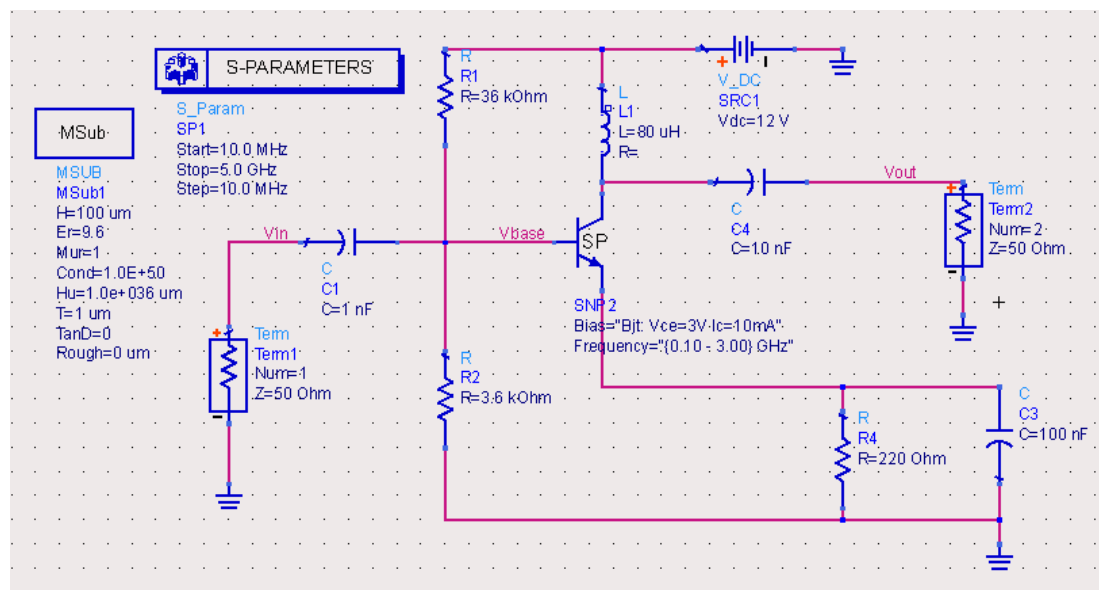 S-PARAMETERS
S_Param
SP1
Start=10.0 MHz
Stop=5.0 GHz
Step=10.0 MHz
MSub
MSUB
MSub1
H=100 um
Er=9.6
Mur=1
Cond=1.0E+50
Hu=1.0e+036 um
T=1 um
TanD=0
Rough=0 um
R
R1
R=36 kOhm
L
L1
L=80 uH
R=
+
-
V_DC
SRC1
Vdc=12 V
Vin
C
C1
C=1 nF
Vbase
SP
SNP2
Bias="Bjt: Vce=3V Ic=10mA"
Frequency="{0.10 - 3.00} GHz"
C
C4
C=10 nF
Vout
+
-
Term
Term2
Num=2
Z=50 Ohm
+
-
Term
Term1
Num=1
Z=50 Ohm
R
R2
R=3.6 kOhm
R
R4
R=220 Ohm
C
C3
C=100 nF